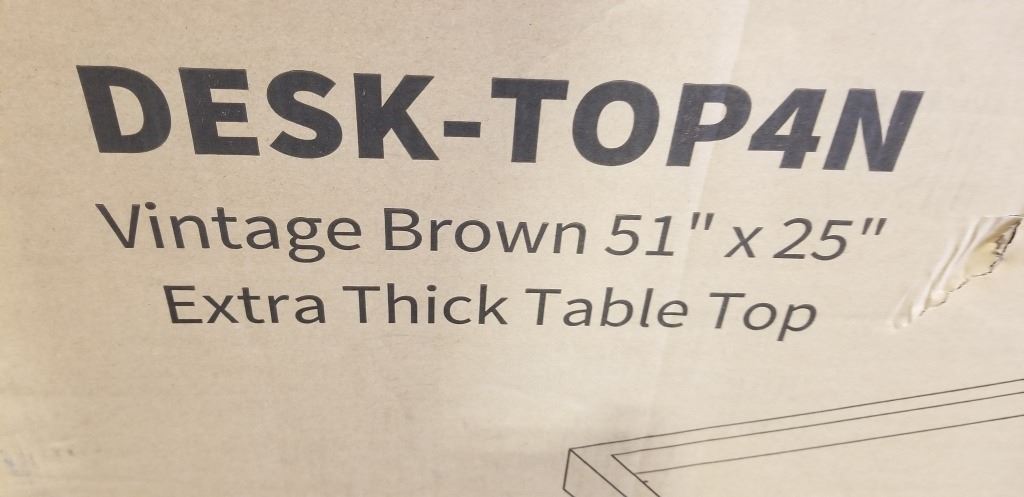 DESK-TOP4N
Vintage Brown 51" x 25"
Extra Thick Table Top